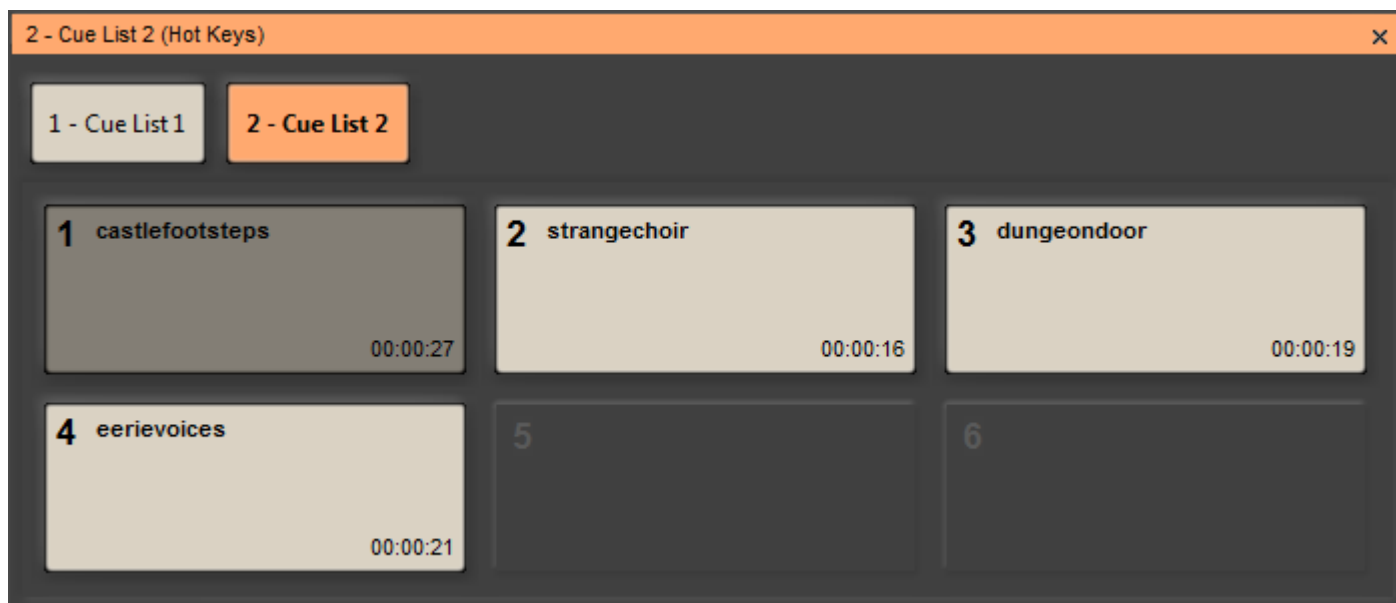 2 - Cue List 2 (Hot Keys)
1 - Cue List 1
2 - Cue List 2
1 castlefootsteps
00:00:27
2 strangechoir
00:00:16
3 dungeondoor
00:00:19
4 eerievoices
00:00:21
5
6